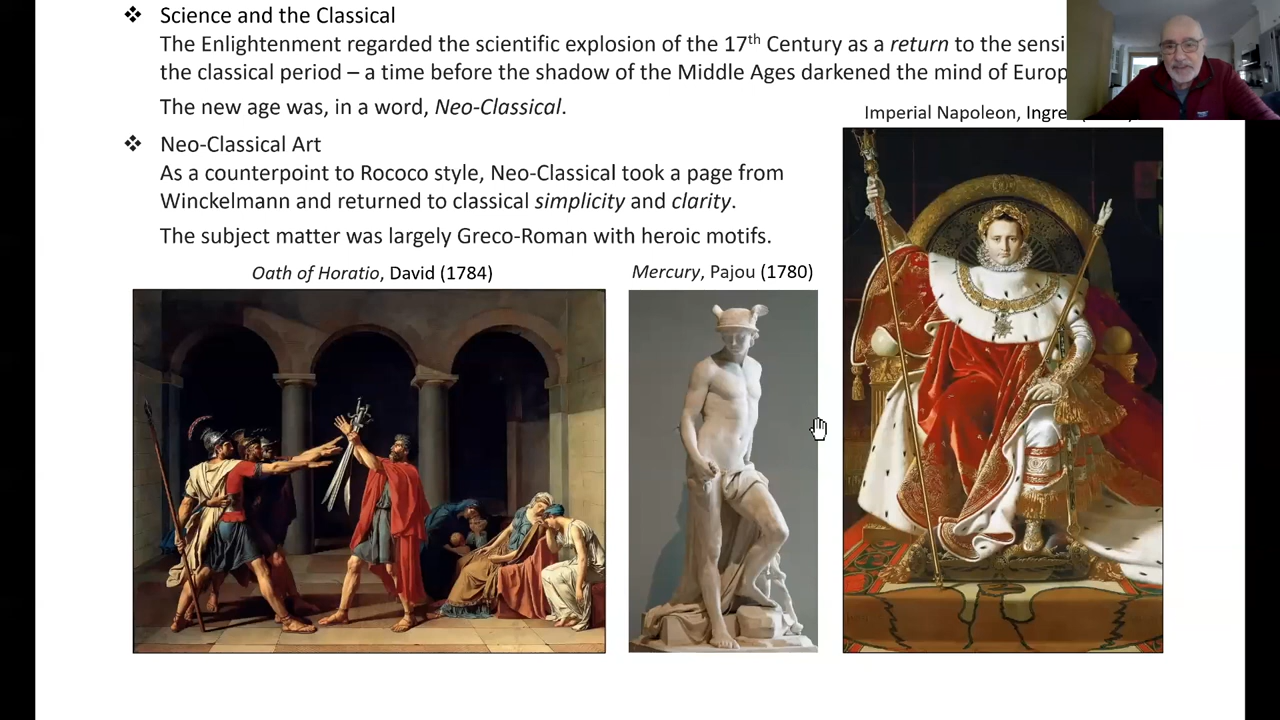 ❖ Science and the Classical
The Enlightenment regarded the scientific explosion of the 17th Century as a return to the sensi
the classical period – a time before the shadow of the Middle Ages darkened the mind of Europ
The new age was, in a word, Neo-Classical.
Imperial Napoleon, Ingre
❖ Neo-Classical Art
As a counterpoint to Rococo style, Neo-Classical took a page from
Winckelmann and returned to classical simplicity and clarity.
The subject matter was largely Greco-Roman with heroic motifs.
Oath of Horatio, David (1784)
Mercury, Pajou (1780)